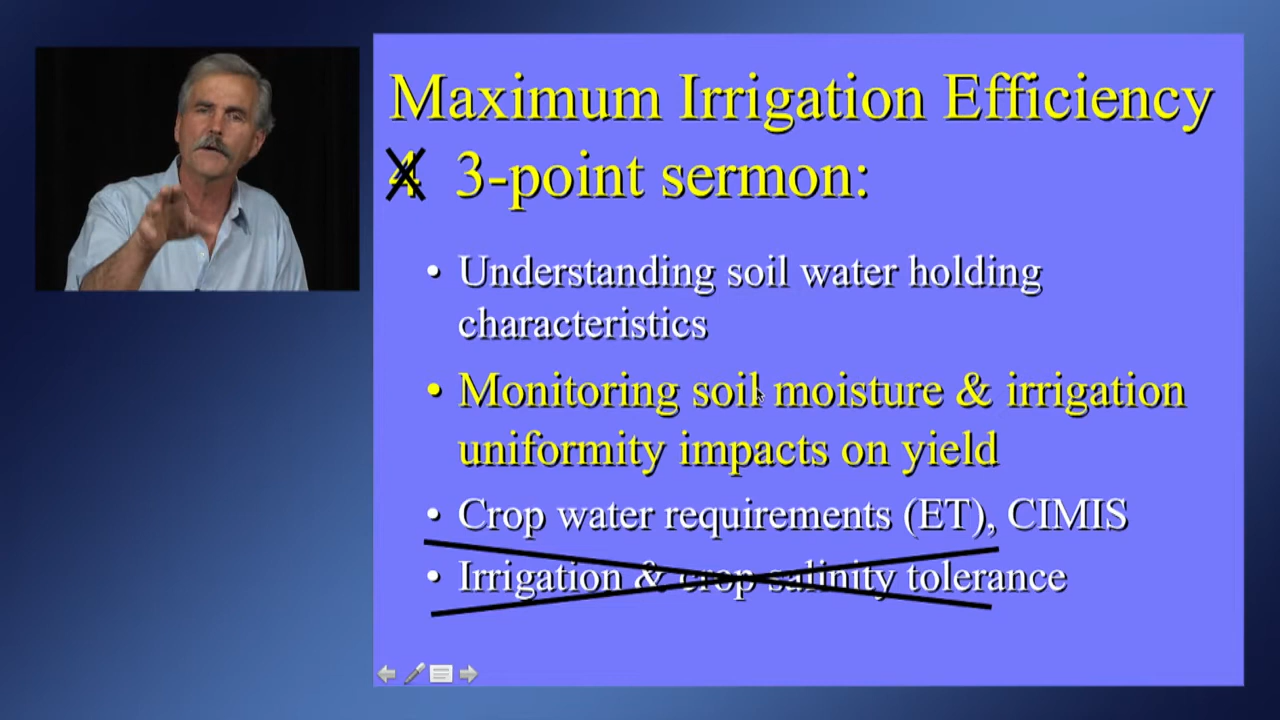 Maximum Irrigation Efficiency
4 3-point sermon:
• Understanding soil water holding
characteristics
• Monitoring soil moisture & irrigation
uniformity impacts on yield
• Crop water requirements (ET), CIMIS
• Irrigation & crop salinity tolerance